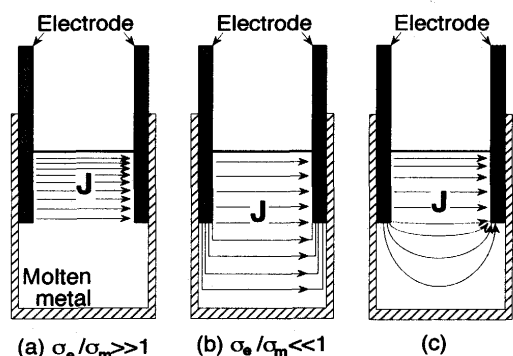 Electrode Electrode Electrode
J J J
Molten
metal
(a) σe/σm>>1 (b) σe/σm<<1 (c)